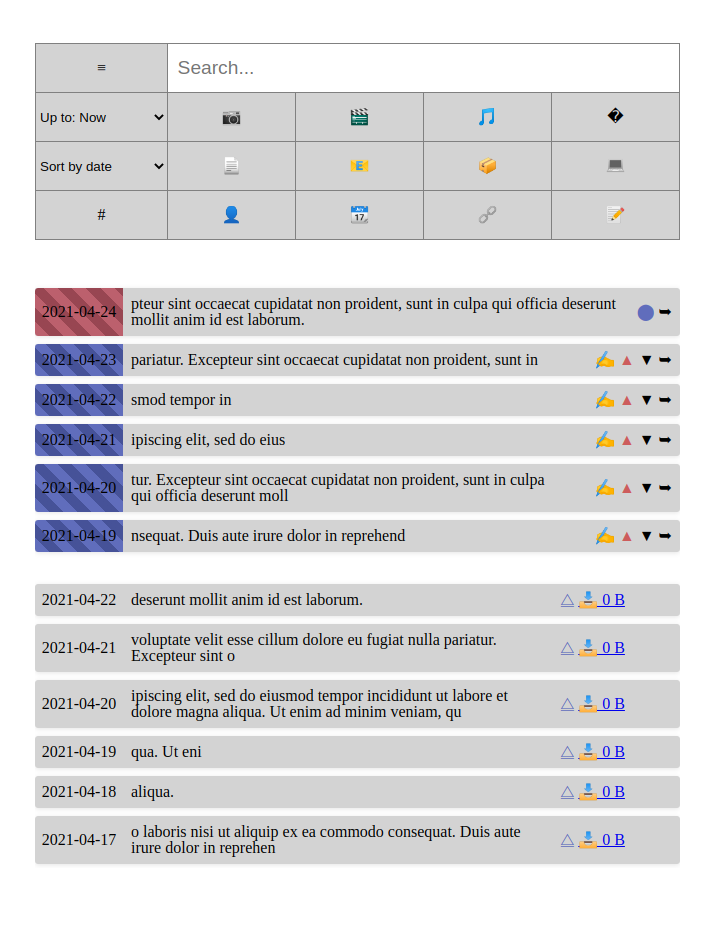 ≡ Search...
Up to: Now 📷 🎬 🎵 �
Sort by date 📄 📧 📦 💻
# 👤 📆 🔗 📝
2021-04-24 pteur sint occaecat cupidatat non proident, sunt in culpa qui officia deserunt
mollit anim id est laborum. ⬤ ➥
2021-04-23 pariatur. Excepteur sint occaecat cupidatat non proident, sunt in ✍ ▲ ▼ ➥
2021-04-22 smod tempor in ✍ ▲ ▼ ➥
2021-04-21 ipiscing elit, sed do eius ✍ ▲ ▼ ➥
2021-04-20 tur. Excepteur sint occaecat cupidatat non proident, sunt in culpa
qui officia deserunt moll ✍ ▲ ▼ ➥
2021-04-19 nsequat. Duis aute irure dolor in reprehend ✍ ▲ ▼ ➥
2021-04-22 deserunt mollit anim id est laborum. △ 📥 0 B
2021-04-21 voluptate velit esse cillum dolore eu fugiat nulla pariatur.
Excepteur sint o △ 📥 0 B
2021-04-20 ipiscing elit, sed do eiusmod tempor incididunt ut labore et
dolore magna aliqua. Ut enim ad minim veniam, qu △ 📥 0 B
2021-04-19 qua. Ut eni △ 📥 0 B
2021-04-18 aliqua. △ 📥 0 B
2021-04-17 o laboris nisi ut aliquip ex ea commodo consequat. Duis aute
irure dolor in reprehen △ 📥 0 B